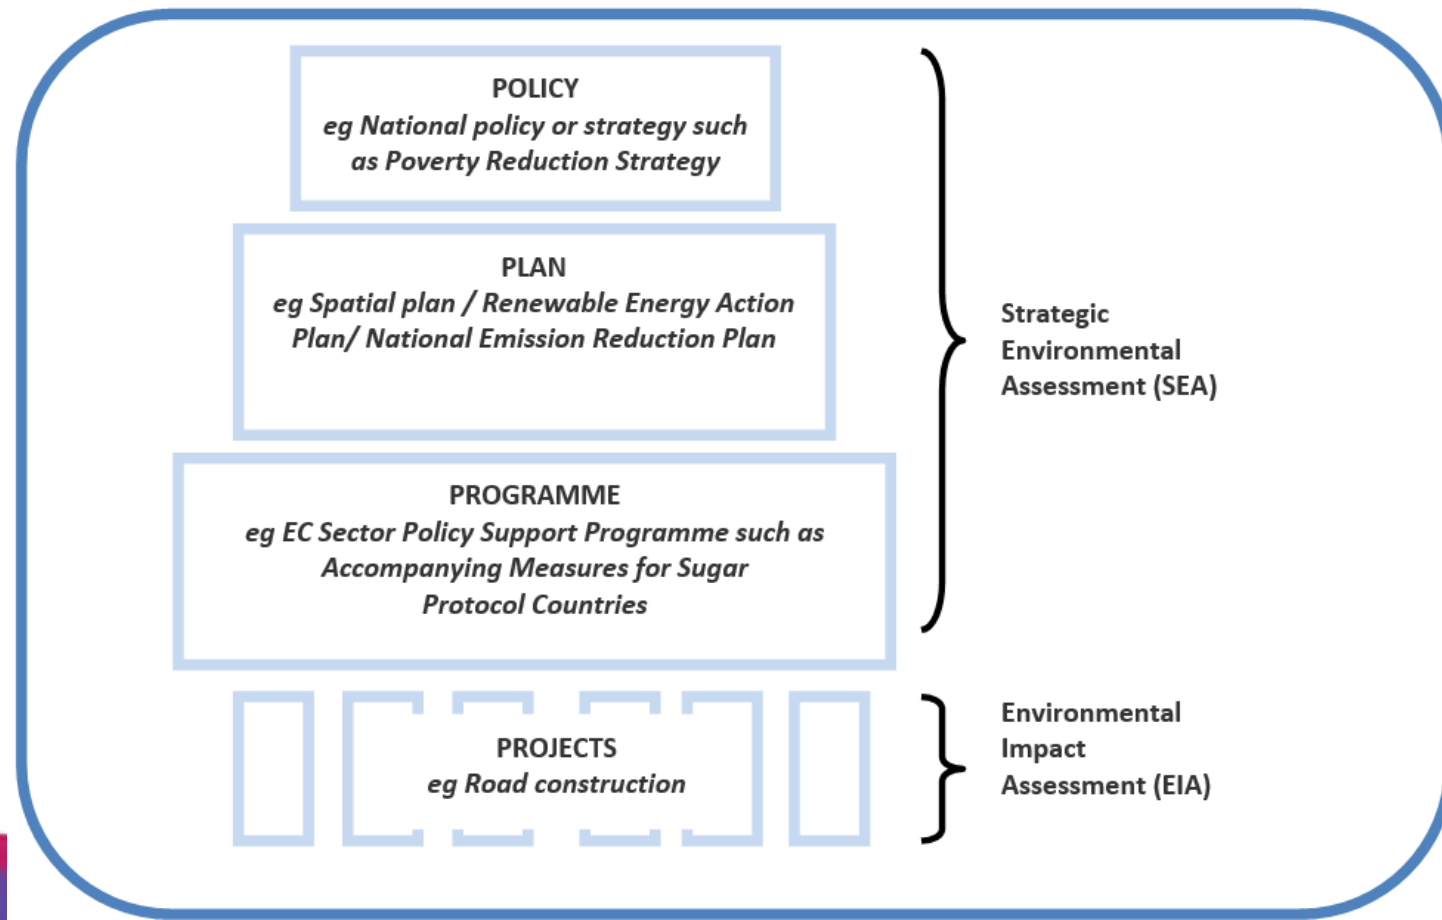 POLICY
eg National policy or strategy such
as Poverty Reduction Strategy
PLAN
eg Spatial plan / Renewable Energy Action
Plan/ National Emission Reduction Plan
PROGRAMME
eg EC Sector Policy Support Programme such as
Accompanying Measures for Sugar
Protocol Countries
Strategic
Environmental
Assessment (SEA)
PROJECTS
eg Road construction
Environmental
Impact
Assessment (EIA)